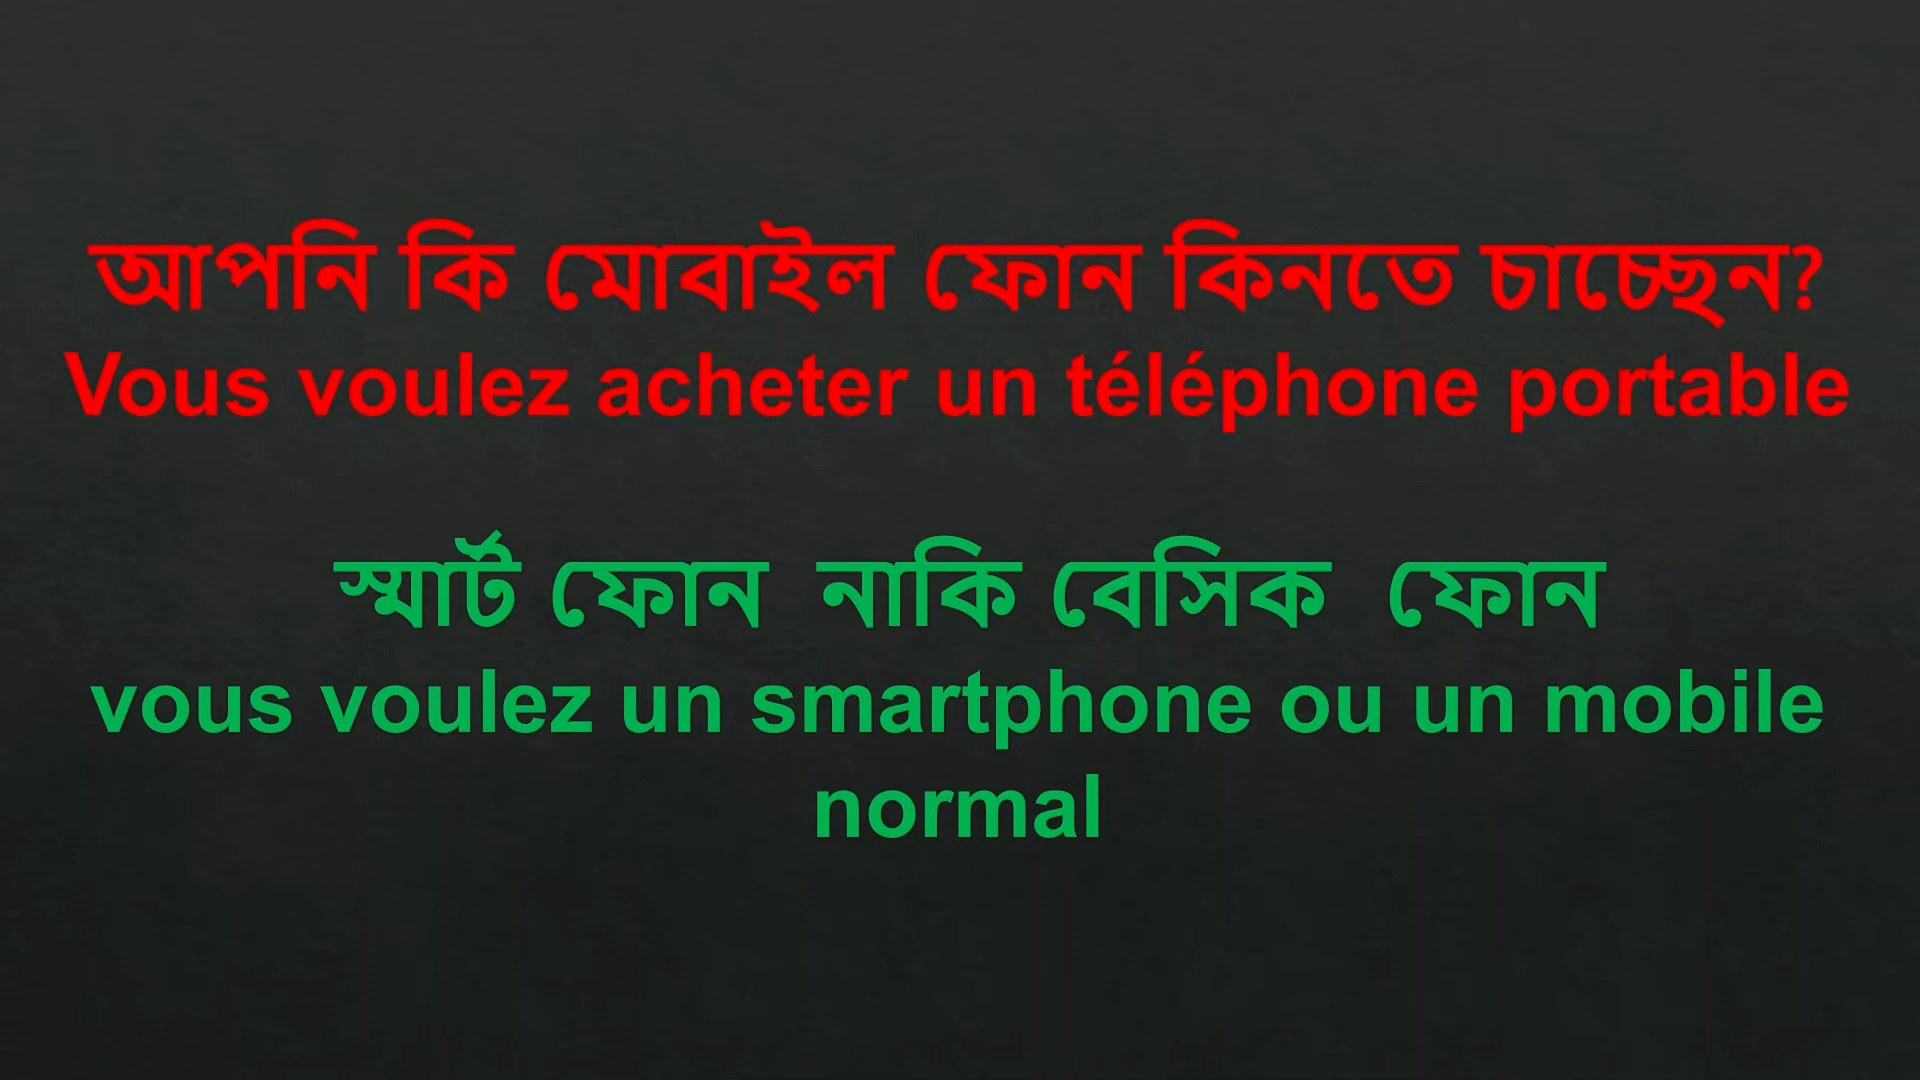 আপনি কি মোবাইল ফোন কিনতে চাচ্ছেন?
Vous voulez acheter un téléphone portable
স্মার্ট ফোন নাকি বেসিক ফোন
vous voulez un smartphone ou un mobile
normal